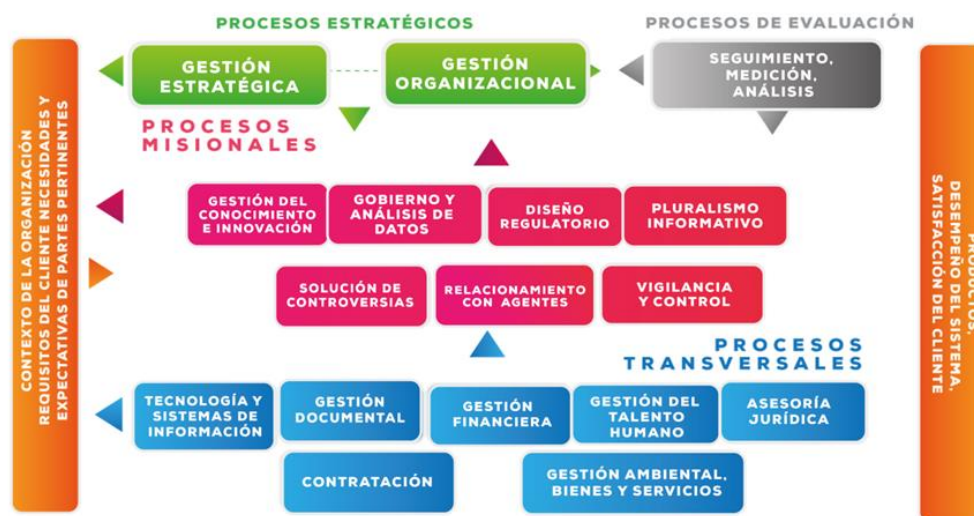 PROCESOS ESTRATÉGICOS
PROCESOS DE EVALUACIÓN
GESTIÓN
ESTRATÉGICA
GESTIÓN
ORGANIZACIONAL
SEGUIMIENTO,
MEDICIÓN,
ANÁLISIS
CONTEXTO DE LA ORGANIZACIÓN
REQUISITOS DEL CLIENTE NECESIDADES Y
EXPECTATIVAS DE PARTES PERTINENTES
PROCESOS
MISIONALES
GESTIÓN DEL
CONOCIMIENTO
E INNOVACIÓN
GOBIERNO Y
ANÁLISIS DE
DATOS
DISEÑO
REGULATORIO
PLURALISMO
INFORMATIVO
SOLUCIÓN DE
CONTROVERSIAS
RELACIONAMIENTO
CON AGENTES
VIGILANCIA
Y CONTROL
PROCESOS
TRANSVERSALES
TECNOLOGÍA Y
SISTEMAS DE
INFORMACIÓN
GESTIÓN
DOCUMENTAL
GESTIÓN
FINANCIERA
GESTIÓN DEL
TALENTO
HUMANO
ASESORÍA
JURÍDICA
CONTRATACIÓN
GESTIÓN AMBIENTAL,
BIENES Y SERVICIOS
PRODUCTOS,
DESEMPEÑO DEL SISTEMA,
SATISFACCIÓN DEL CLIENTE